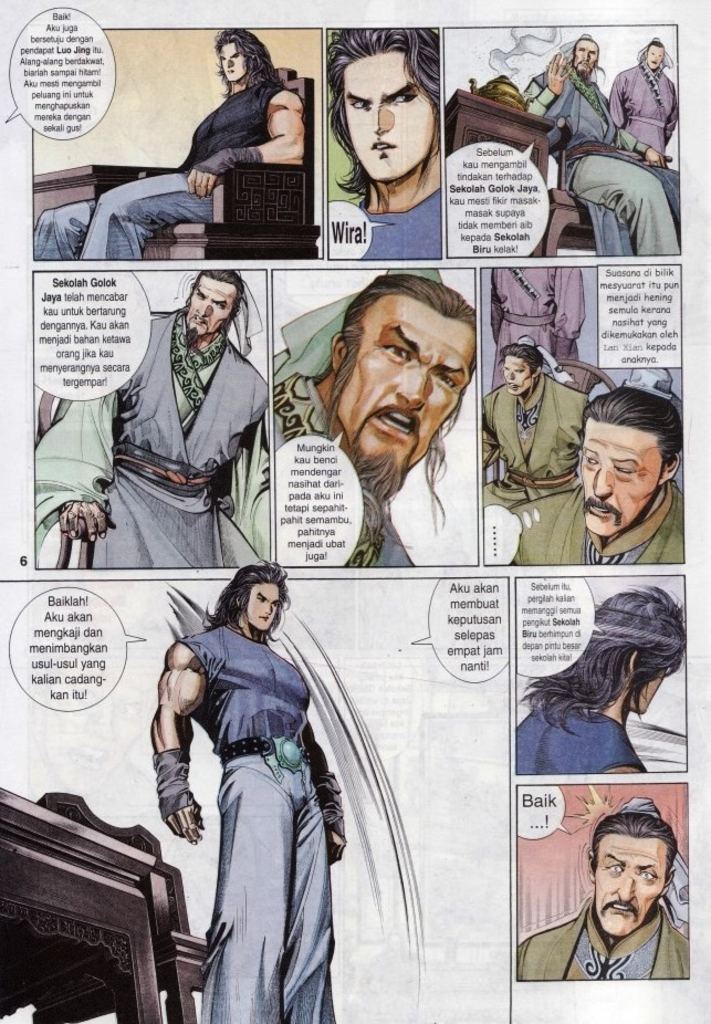 Baik!
Aku juga
bersetuju dengan
pendapat Luo Jing itu.
Alang-alang berdakwat,
biarlah sampai hitam!
Aku mesti mengambil
peluang ini untuk
menghapuskan
mereka dengan
sekali gus!
Wira!
Sebelum
kau mengambil
tindakan terhadap
Sekolah Golok Jaya,
kau mesti fikir masak-
masak supaya
tidak memberi aib
kepada Sekolah
Biru kelak!
Sekolah Golok
Jaya telah mencabar
kau untuk bertarung
dengannya. Kau akan
menjadi bahan ketawa
orang jika kau
menyerangnya secara
tergempar!
Mungkin
kau benci
mendengar
nasihat dari-
pada aku ini
tetapi sepahit-
pahit semambu,
pahitnya
menjadi ubat
juga!
Suasana di bilik
mesyuarat itu pun
menjadi hening
semula kerana
nasihat yang
dikemukakan oleh
Lan Xian kepada
anaknya.
......
6
Baiklah!
Aku akan
mengkaji dan
menimbangkan
usul-usul yang
kalian cadang-
kan itu!
Aku akan
membuat
keputusan
selepas
empat jam
nanti!
Sebelum itu,
pergilah kalian
memanggil semua
pengikut Sekolah
Biru berhimpun di
depan pintu besar
sekolah kita!
Baik
...!